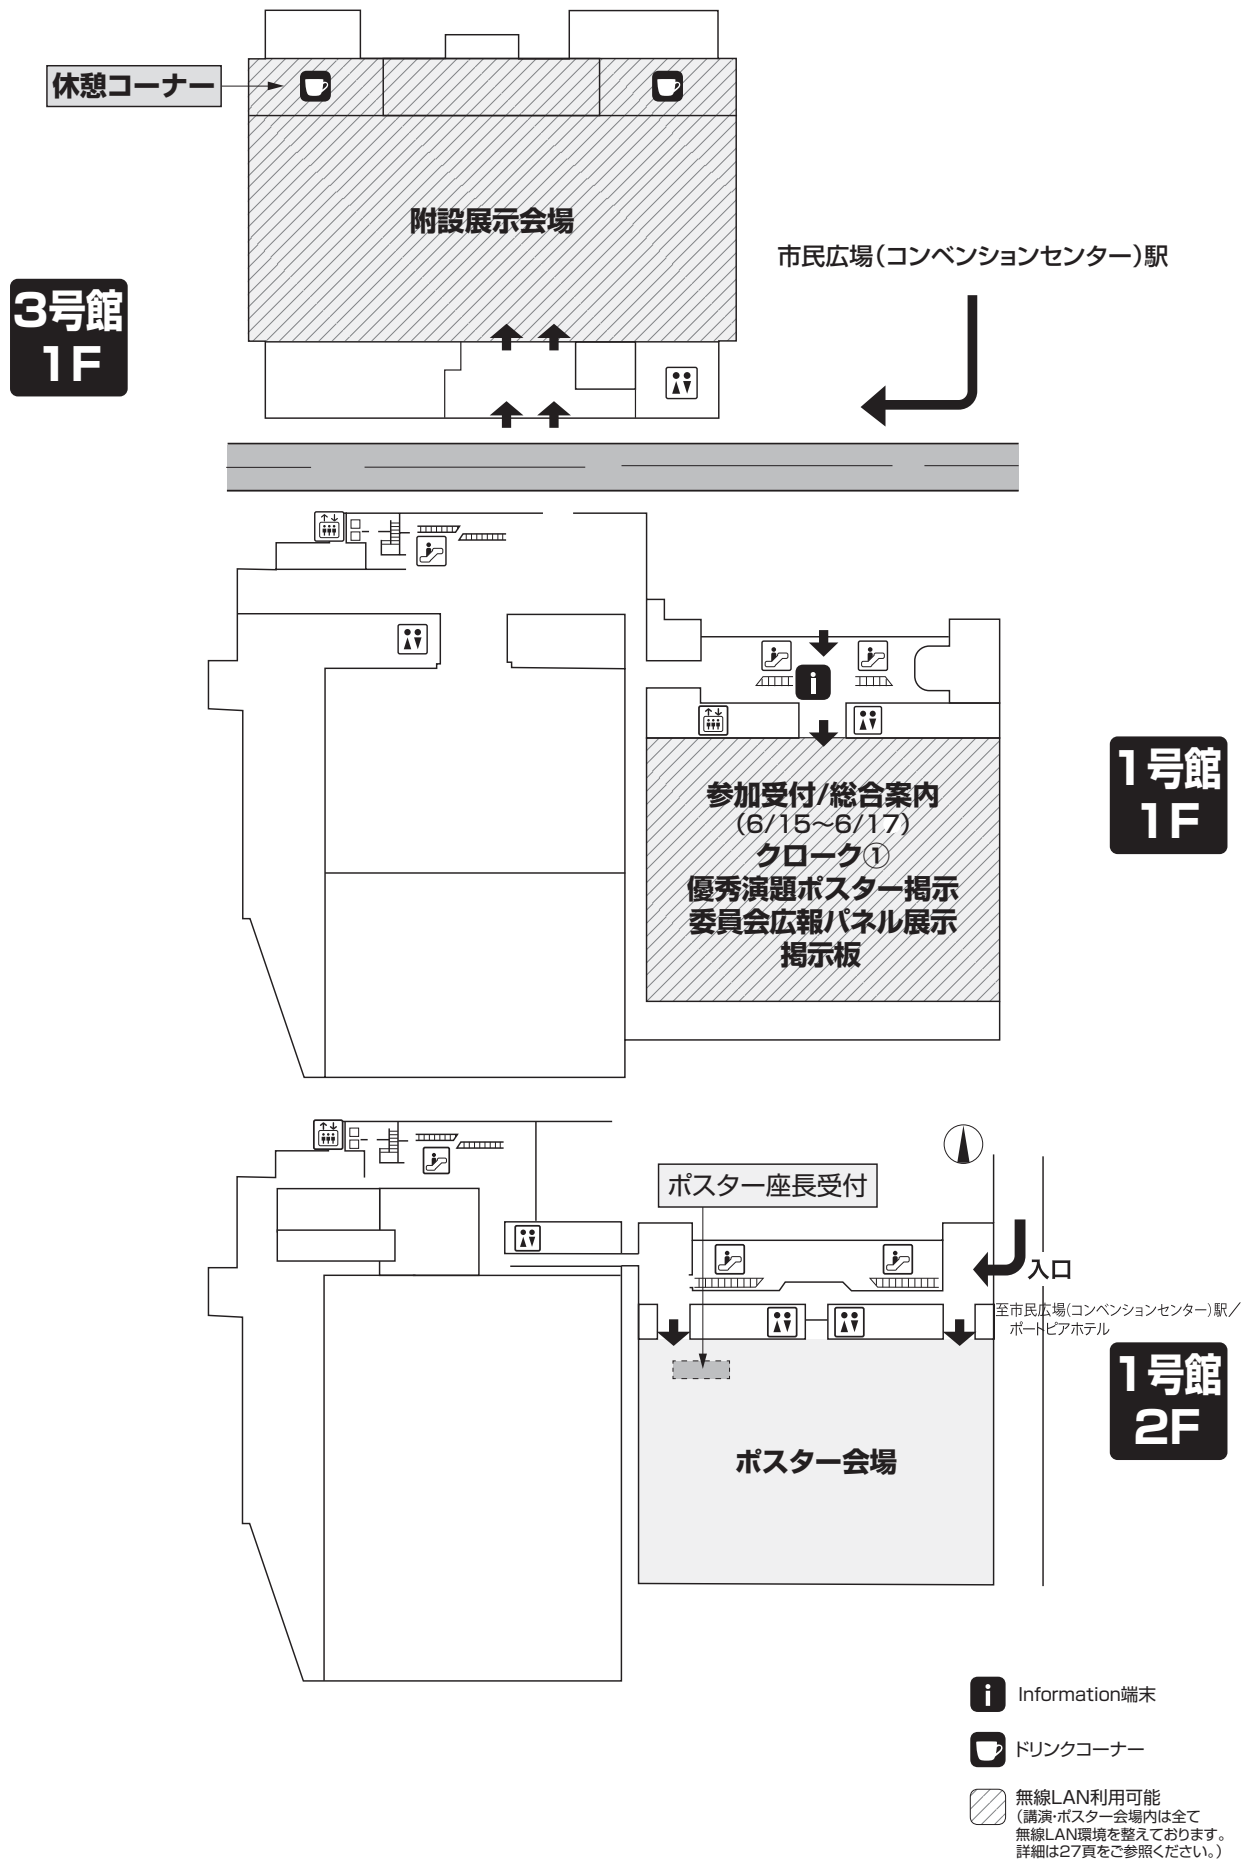 休憩コーナー
附設展示会場
市民広場(コンベンションセンター)駅
3号館
1F
参加受付/総合案内
(6/15〜6/17)
クローク①
優秀演題ポスター掲示
委員会広報パネル展示
掲示板
1号館
1F
ポスター座長受付
入口
至市民広場(コンベンションセンター)駅/
ポートピアホテル
1号館
2F
ポスター会場
i Information端末
ドリンクコーナー
無線LAN利用可能
(講演・ポスター会場内は全て
無線LAN環境を整えております。
詳細は27頁をご参照ください。)